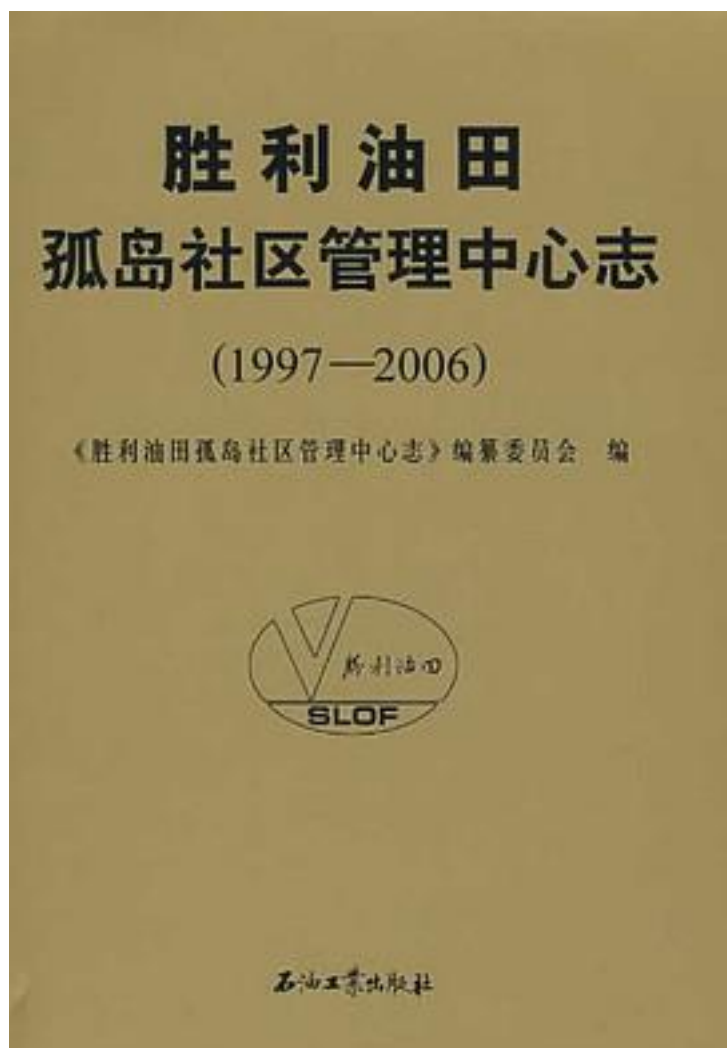 胜利油田
孤岛社区管理中心志
(1997—2006)
《胜利油田孤岛社区管理中心志》编纂委员会 编
胜利油田
SLOF
石油工业出版社